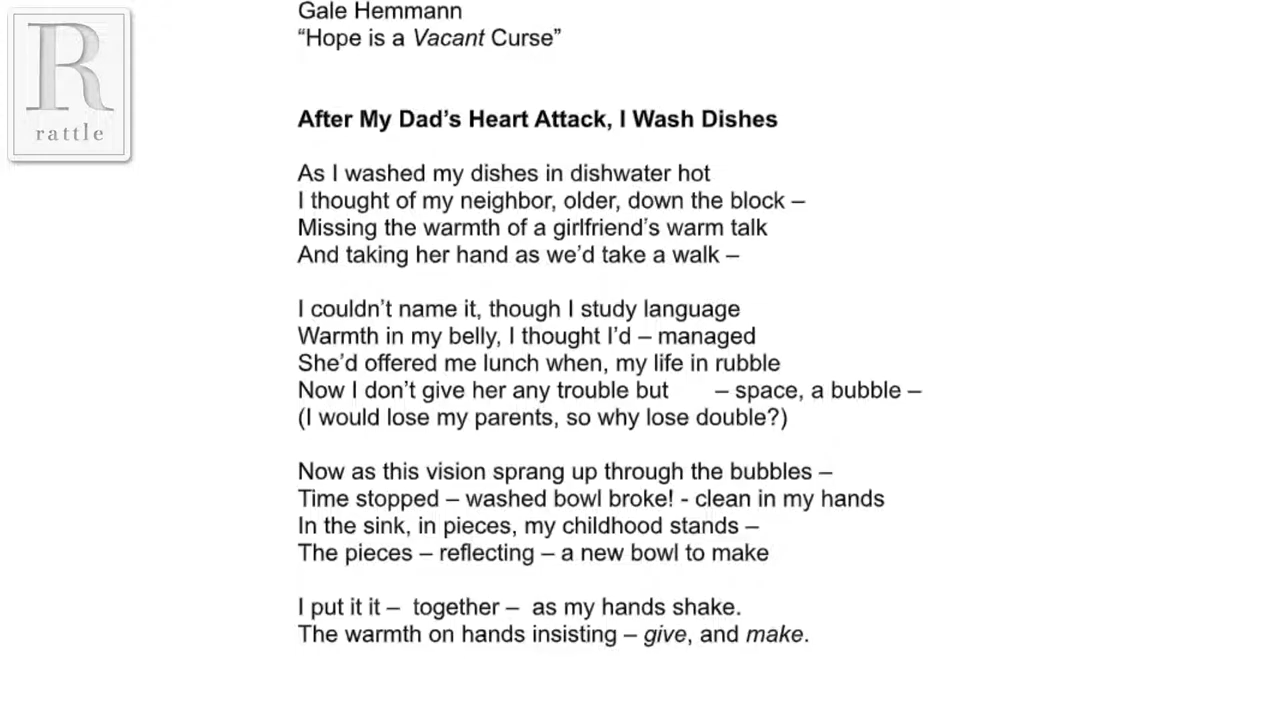 R
rattle
Gale Hemmann
“Hope is a Vacant Curse”
After My Dad’s Heart Attack, I Wash Dishes
As I washed my dishes in dishwater hot
I thought of my neighbor, older, down the block –
Missing the warmth of a girlfriend’s warm talk
And taking her hand as we’d take a walk –
I couldn’t name it, though I study language
Warmth in my belly, I thought I’d – managed
She’d offered me lunch when, my life in rubble
Now I don’t give her any trouble but – space, a bubble –
(I would lose my parents, so why lose double?)
Now as this vision sprang up through the bubbles –
Time stopped – washed bowl broke! - clean in my hands
In the sink, in pieces, my childhood stands –
The pieces – reflecting – a new bowl to make
I put it it – together – as my hands shake.
The warmth on hands insisting – give, and make.